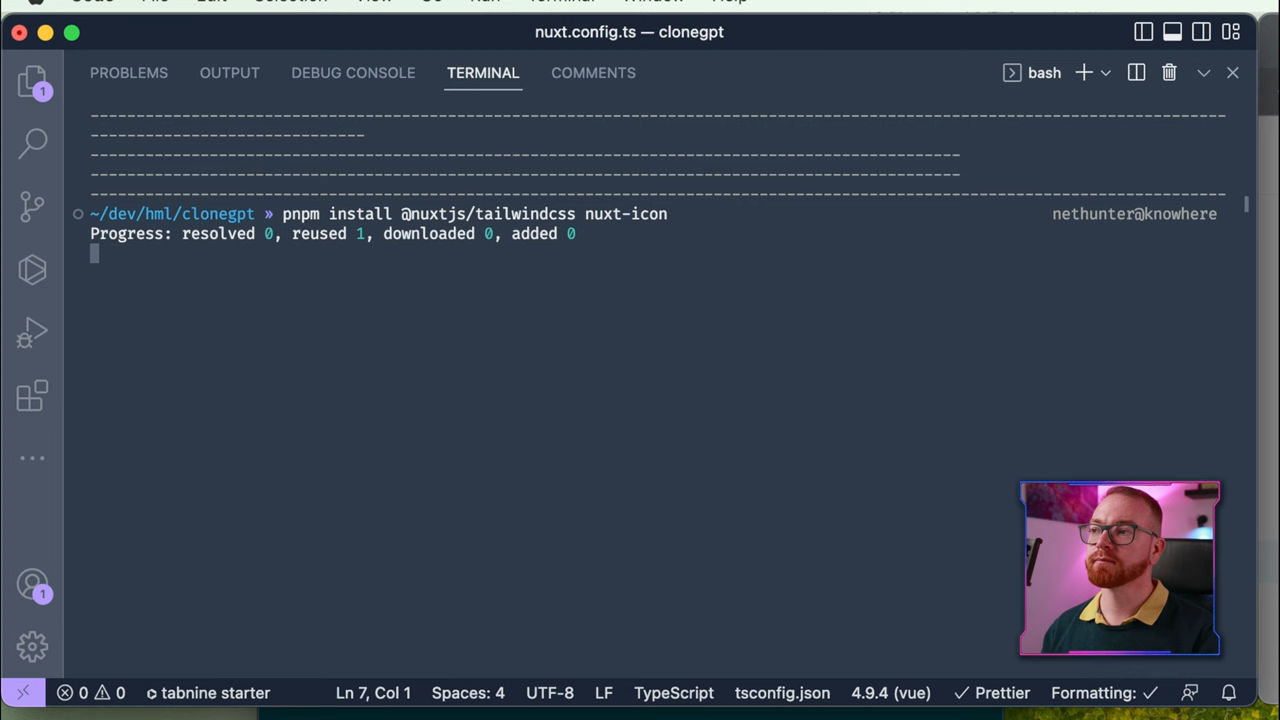 nuxt.config.ts — clonegpt
PROBLEMS OUTPUT DEBUG CONSOLE TERMINAL COMMENTS bash
1
--------------------------------------------------------------------------------------------------------------------------
------------------------------
-----------------------------------------------------------------------------------------------
-----------------------------------------------------------------------------------------------
--------------------------------------------------------------------------------------------------------------------------
~/dev/hml/clonegpt » pnpm install @nuxtjs/tailwindcss nuxt-icon nethunter@knowhere
Progress: resolved 0, reused 1, downloaded 0, added 0
1
0 0 tabnine starter Ln 7, Col 1 Spaces: 4 UTF-8 LF TypeScript tsconfig.json 4.9.4 (vue) Prettier Formatting: